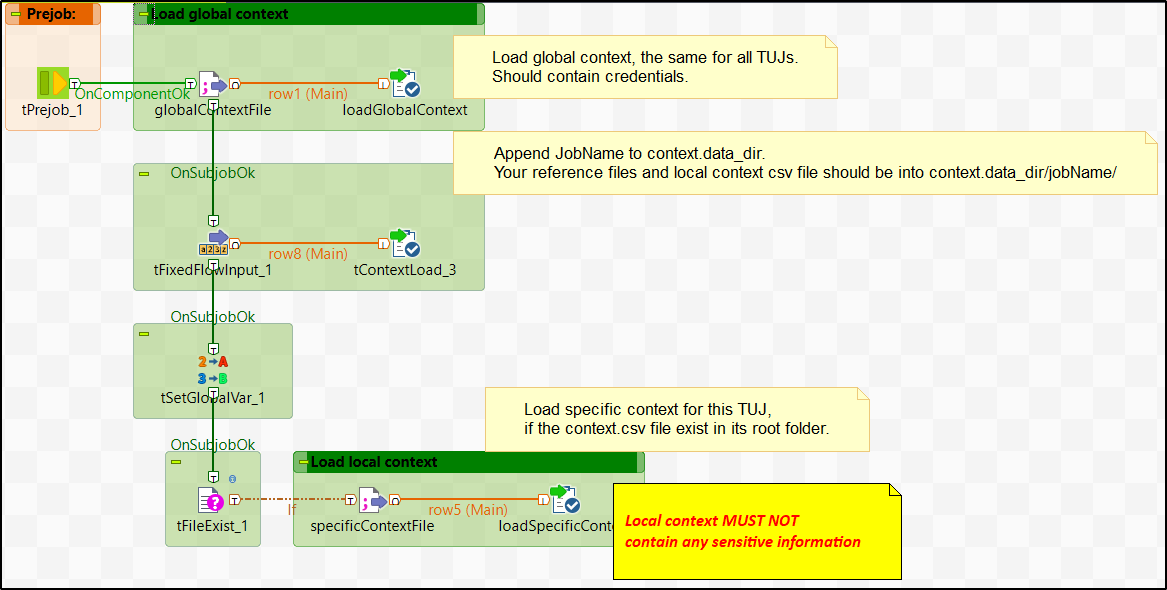 Prejob:
Load global context
Load global context, the same for all TUJs.
Should contain credentials.
OnComponentOk
row1 (Main)
tPrejob_1
globalContextFile
loadGlobalContext
Append JobName to context.data_dir.
Your reference files and local context csv file should be into context.data_dir/jobName/
OnSubjobOk
row8 (Main)
tFixedFlowInput_1
tContextLoad_3
OnSubjobOk
2 A
3 B
tSetGlobalVar_1
Load specific context for this TUJ,
if the context.csv file exist in its root folder.
OnSubjobOk
Load local context
If
row5 (Main)
tFileExist_1
specificContextFile
loadSpecificConte
Local context MUST NOT
contain any sensitive information